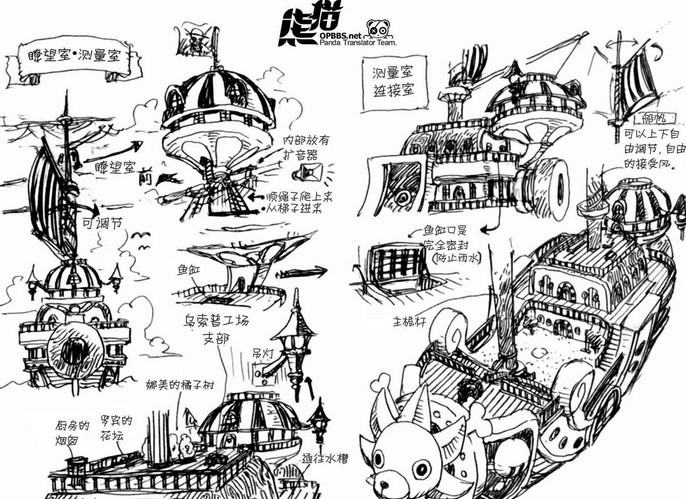 熊猫
OPBBS.net
Panda Translator Team.
瞭望室·测量室
测量室
连接室
船帆
可以上下自
由调节,自由
的接受风。
瞭望室
前
内部放有
扩音器
•顺绳子爬上来
•从梯子进来
可调节
鱼缸
鱼缸口是
完全密封
(防止雨水)
乌索普工场
支部
主桅杆
吊灯
娜美的橘子树
厨房的
烟囱
罗宾的
花坛
通往水槽